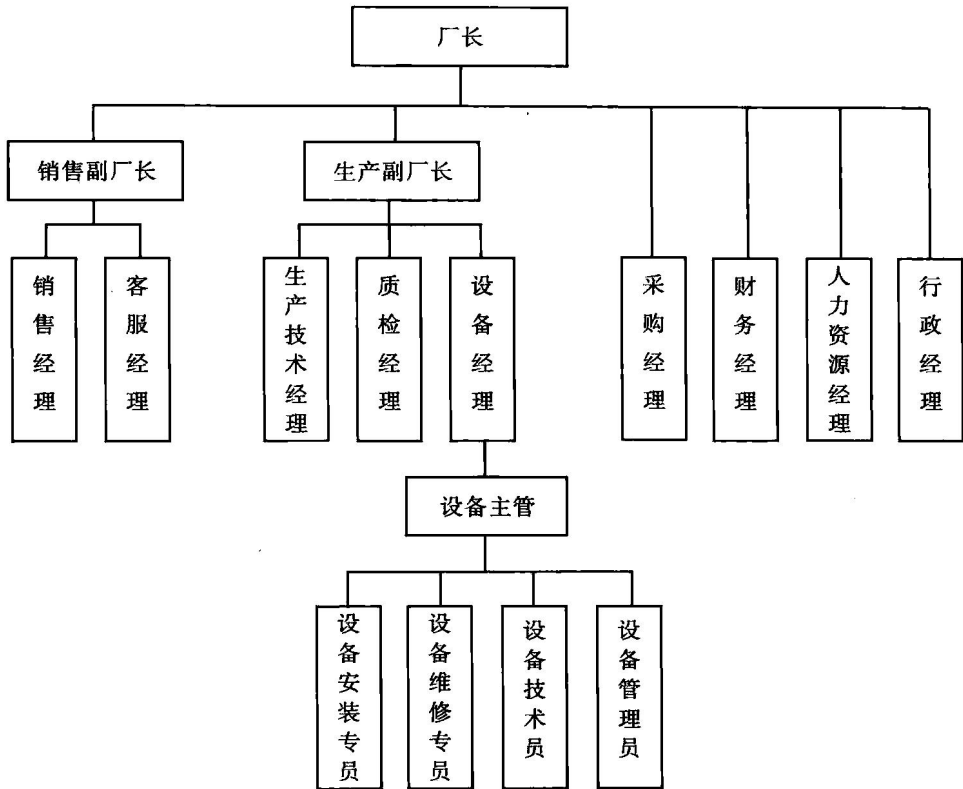 厂长
销售副厂长
生产副厂长
销售经理
客服经理
生产技术经理
质检经理
设备经理
采购经理
财务经理
人力资源经理
行政经理
设备主管
设备安装专员
设备维修专员
设备技术员
设备管理员